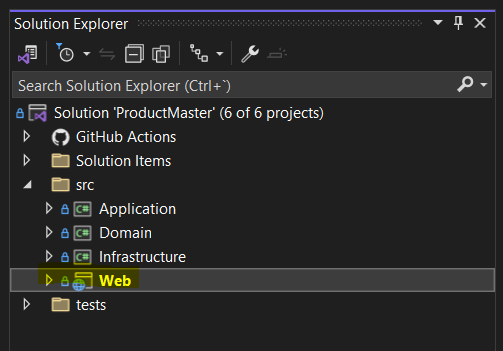 Solution Explorer
Search Solution Explorer (Ctrl+`)
Solution 'ProductMaster' (6 of 6 projects)
GitHub Actions
Solution Items
src
C# Application
C# Domain
C# Infrastructure
Web
tests